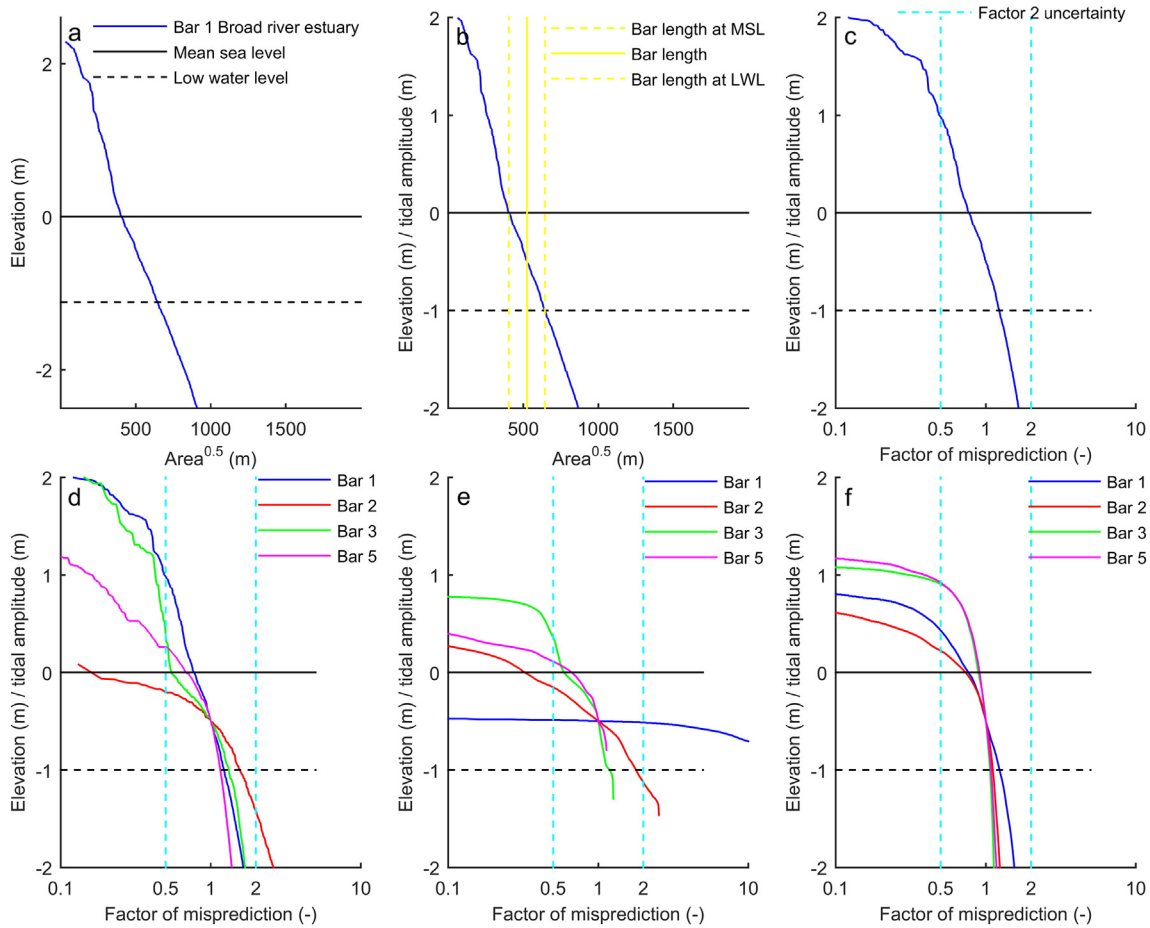 a
Bar 1 Broad river estuary
Mean sea level
Low water level
Elevation (m)
2
0
-2
500
1000
1500
Area^0.5 (m)
b
Bar length at MSL
Bar length
Bar length at LWL
Elevation (m) / tidal amplitude (m)
2
1
0
-1
-2
500
1000
1500
Area^0.5 (m)
c
Factor 2 uncertainty
Elevation (m) / tidal amplitude (m)
2
1
0
-1
-2
0.1
0.5
1
2
10
Factor of misprediction (-)
d
Bar 1
Bar 2
Bar 3
Bar 5
Elevation (m) / tidal amplitude (m)
2
1
0
-1
-2
0.1
0.5
1
2
10
Factor of misprediction (-)
e
Bar 1
Bar 2
Bar 3
Bar 5
Elevation (m) / tidal amplitude (m)
2
1
0
-1
-2
0.1
0.5
1
2
10
Factor of misprediction (-)
f
Bar 1
Bar 2
Bar 3
Bar 5
Elevation (m) / tidal amplitude (m)
2
1
0
-1
-2
0.1
0.5
1
2
10
Factor of misprediction (-)